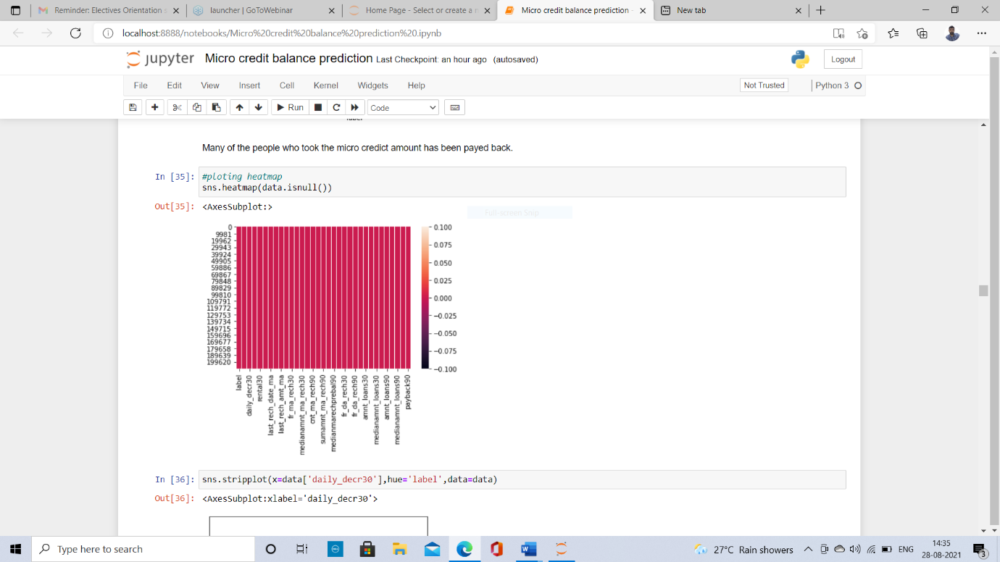 Reminder: Electives Orientation s
launcher | GoToWebinar
Home Page - Select or create a n
Micro credit balance prediction -
New tab
localhost:8888/notebooks/Micro%20credit%20balance%20prediction%20.ipynb
jupyter Micro credit balance prediction Last Checkpoint: an hour ago (autosaved)
Logout
File Edit View Insert Cell Kernel Widgets Help
Not Trusted
Python 3
Run
Code
label
Many of the people who took the micro credict amount has been payed back.
In [35]: #ploting heatmap
sns.heatmap(data.isnull())
Out[35]: <AxesSubplot:>
Full-screen Snip
0
9981
19962
29943
39924
49905
59886
69867
79848
89829
99810
109791
119772
129753
139734
149715
159696
169677
179658
189639
199620
0.100
0.075
0.050
0.025
0.000
−0.025
−0.050
−0.075
−0.100
label
daily_decr30
rental30
last_rech_date_ma
last_rech_amt_ma
fr_ma_rech30
medianamnt_ma_rech30
cnt_ma_rech90
sumamnt_ma_rech90
medianmarechprebal90
fr_da_rech30
fr_da_rech90
amnt_loans30
medianamnt_loans30
amnt_loans90
medianamnt_loans90
payback90
In [36]: sns.stripplot(x=data['daily_decr30'],hue='label',data=data)
Out[36]: <AxesSubplot:xlabel='daily_decr30'>
Type here to search
27°C Rain showers
ENG
14:35
28-08-2021
3